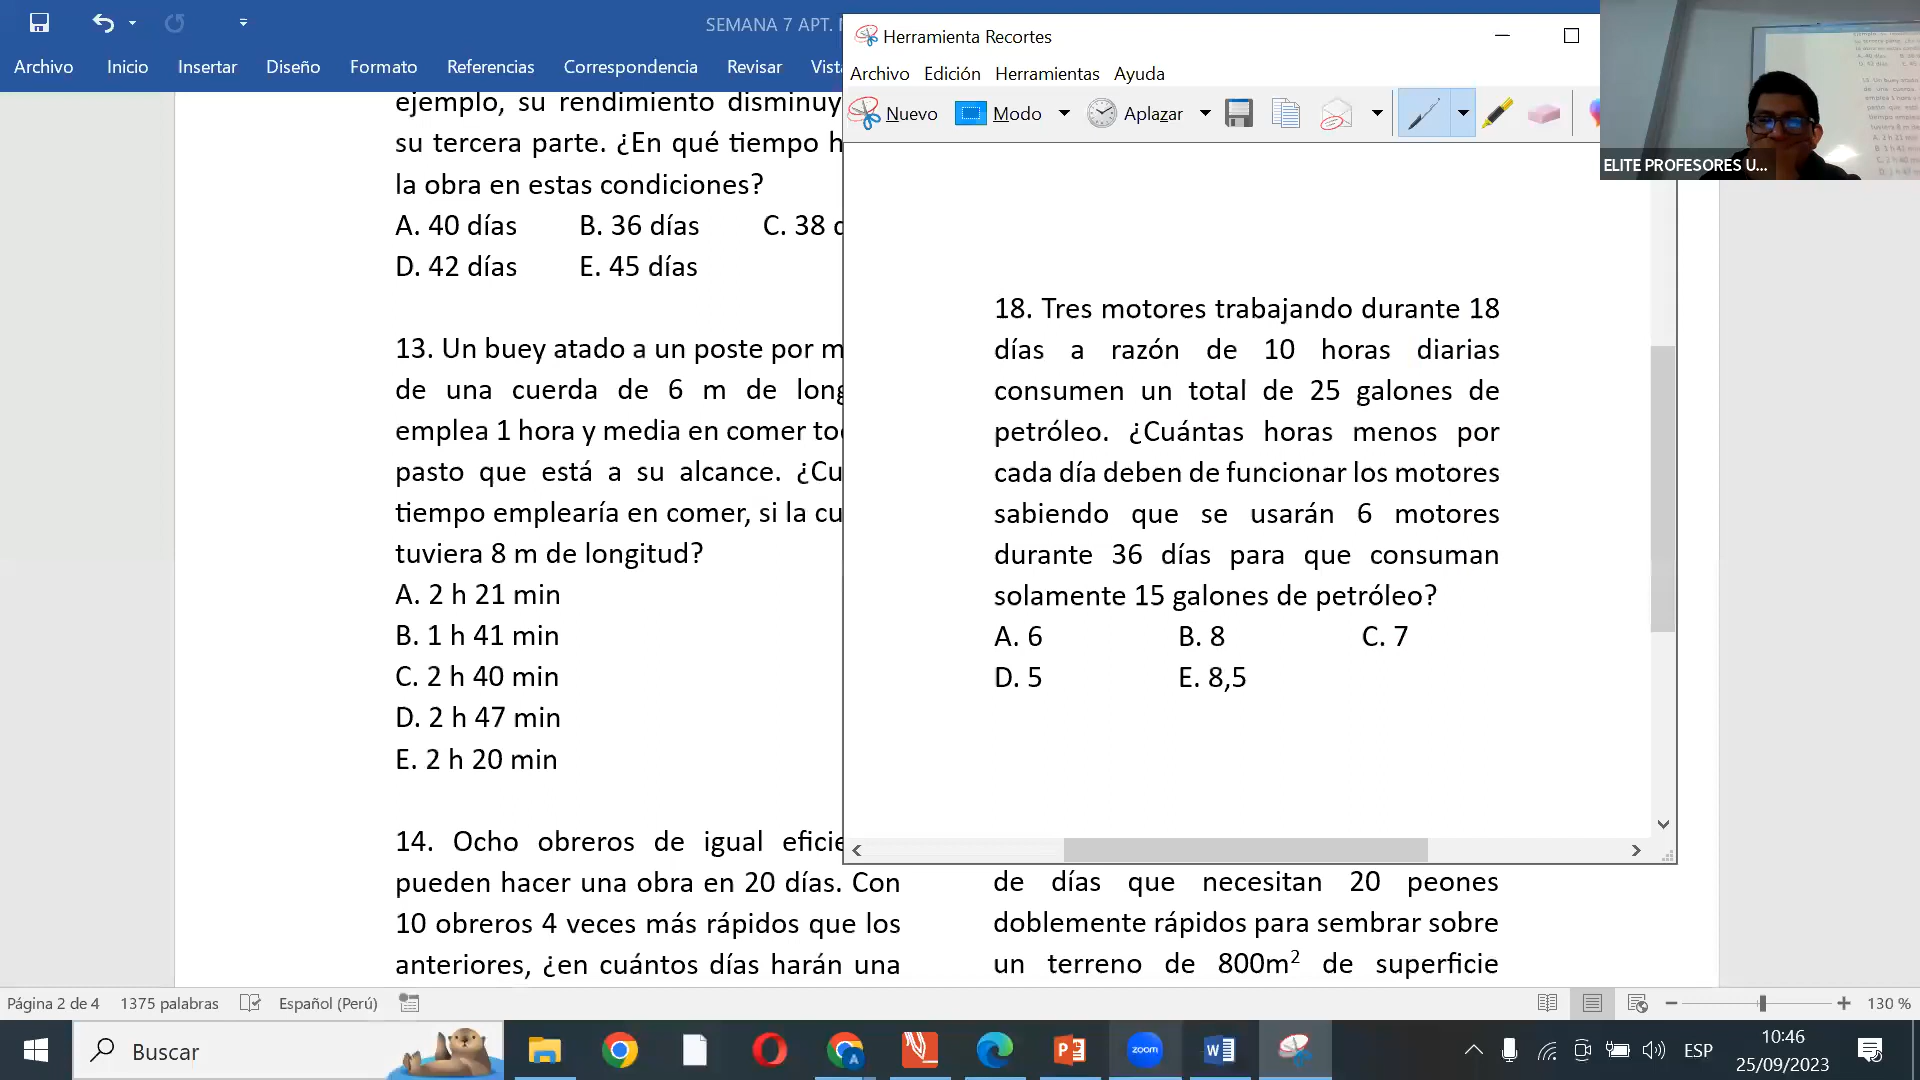 SEMANA 7 APT.
Archivo Inicio Insertar Diseño Formato Referencias Correspondencia Revisar
ejemplo, su rendimiento disminuy
su tercera parte. ¿En qué tiempo h
la obra en estas condiciones?
A. 40 días B. 36 días C. 38 d
D. 42 días E. 45 días
13. Un buey atado a un poste por m
de una cuerda de 6 m de long
emplea 1 hora y media en comer to
pasto que está a su alcance. ¿Cu
tiempo emplearía en comer, si la cu
tuviera 8 m de longitud?
A. 2 h 21 min
B. 1 h 41 min
C. 2 h 40 min
D. 2 h 47 min
E. 2 h 20 min
14. Ocho obreros de igual eficie
pueden hacer una obra en 20 días. Con
10 obreros 4 veces más rápidos que los
anteriores, ¿en cuántos días harán una
Herramienta Recortes
Archivo Edición Herramientas Ayuda
Nuevo Modo Aplazar
18. Tres motores trabajando durante 18
días a razón de 10 horas diarias
consumen un total de 25 galones de
petróleo. ¿Cuántas horas menos por
cada día deben de funcionar los motores
sabiendo que se usarán 6 motores
durante 36 días para que consuman
solamente 15 galones de petróleo?
A. 6 B. 8 C. 7
D. 5 E. 8,5
de días que necesitan 20 peones
doblemente rápidos para sembrar sobre
un terreno de 800m² de superficie
ELITE PROFESORES U...
Página 2 de 4 1375 palabras Español (Perú) 130 %
Buscar
zoom
ESP
10:46
25/09/2023